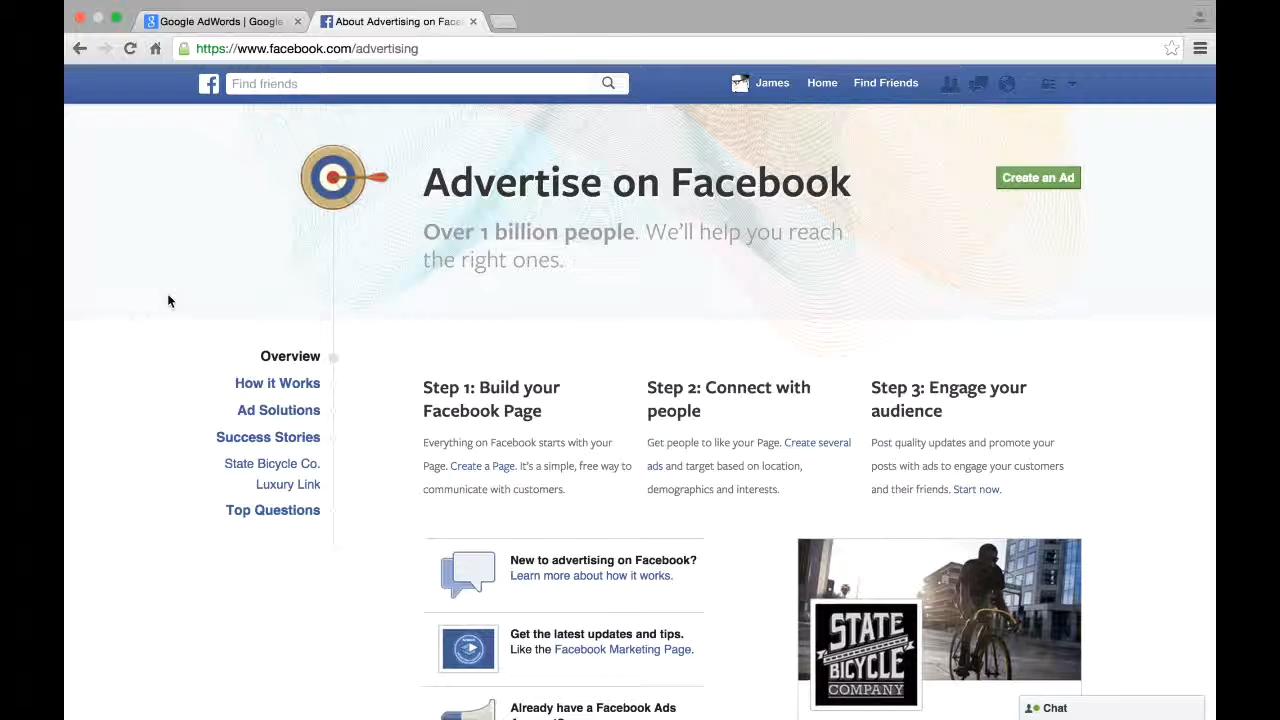 Google AdWords | Google
About Advertising on Face
https://www.facebook.com/advertising
Find friends
James
Home
Find Friends
Advertise on Facebook
Create an Ad
Over 1 billion people. We'll help you reach
the right ones.
Overview
How it Works
Ad Solutions
Success Stories
State Bicycle Co.
Luxury Link
Top Questions
Step 1: Build your
Facebook Page
Everything on Facebook starts with your
Page. Create a Page. It's a simple, free way to
communicate with customers.
Step 2: Connect with
people
Get people to like your Page. Create several
ads and target based on location,
demographics and interests.
Step 3: Engage your
audience
Post quality updates and promote your
posts with ads to engage your customers
and their friends. Start now.
New to advertising on Facebook?
Learn more about how it works.
Get the latest updates and tips.
Like the Facebook Marketing Page.
Already have a Facebook Ads
STATE
BICYCLE
COMPANY
Chat